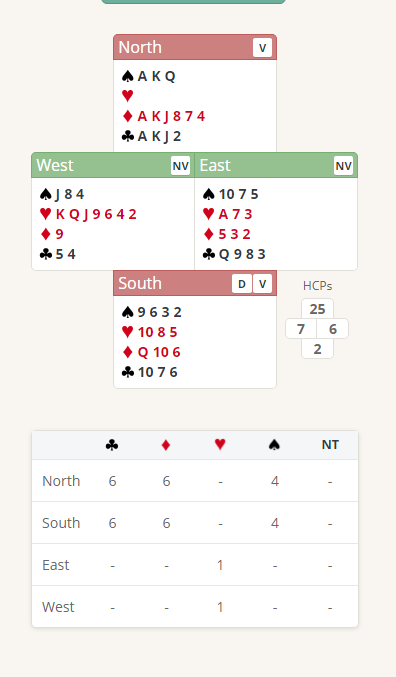 North V
♠ A K Q
♥
♦ A K J 8 7 4
♣ A K J 2
West NV East NV
♠ J 8 4 ♠ 10 7 5
♥ K Q J 9 6 4 2 ♥ A 7 3
♦ 9 ♦ 5 3 2
♣ 5 4 ♣ Q 9 8 3
South D V
♠ 9 6 3 2
♥ 10 8 5
♦ Q 10 6
♣ 10 7 6
HCPs
25
7 6
2
♣ ♦ ♥ ♠ NT
North 6 6 - 4 -
South 6 6 - 4 -
East - - 1 - -
West - - 1 - -